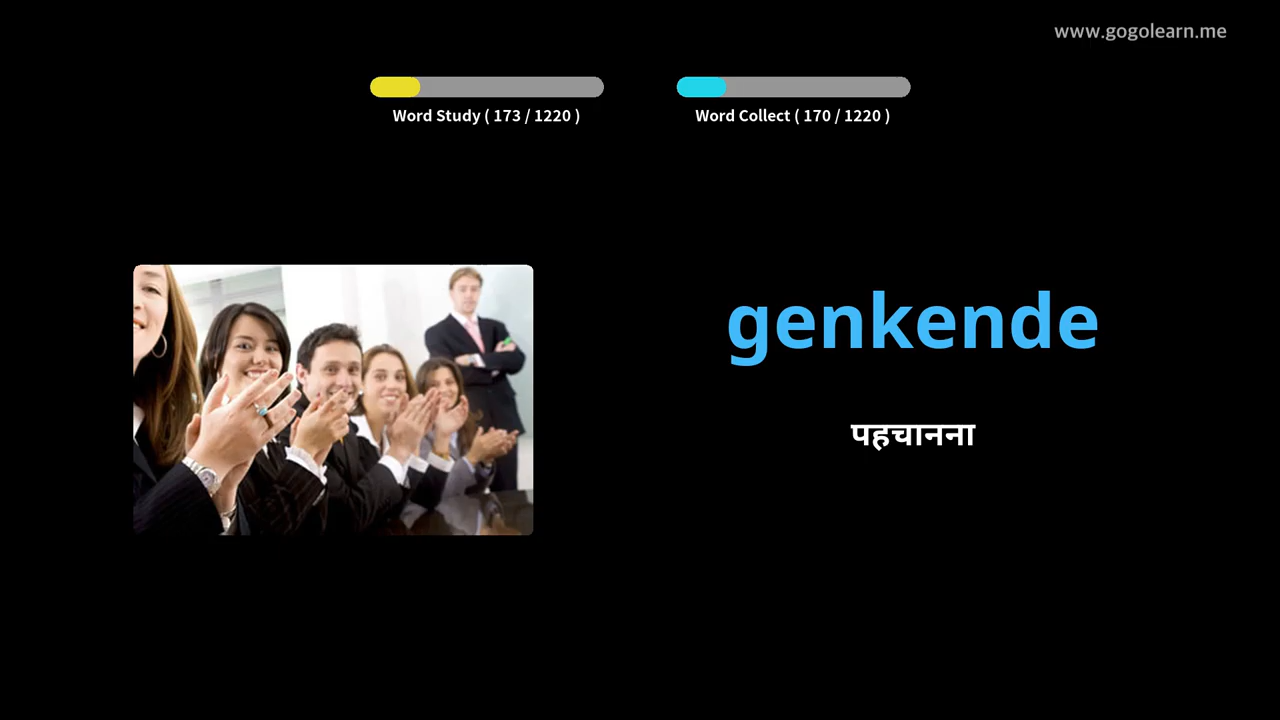 www.gogolearn.me
Word Study ( 173 / 1220 )
Word Collect ( 170 / 1220 )
genkende
पहचानना